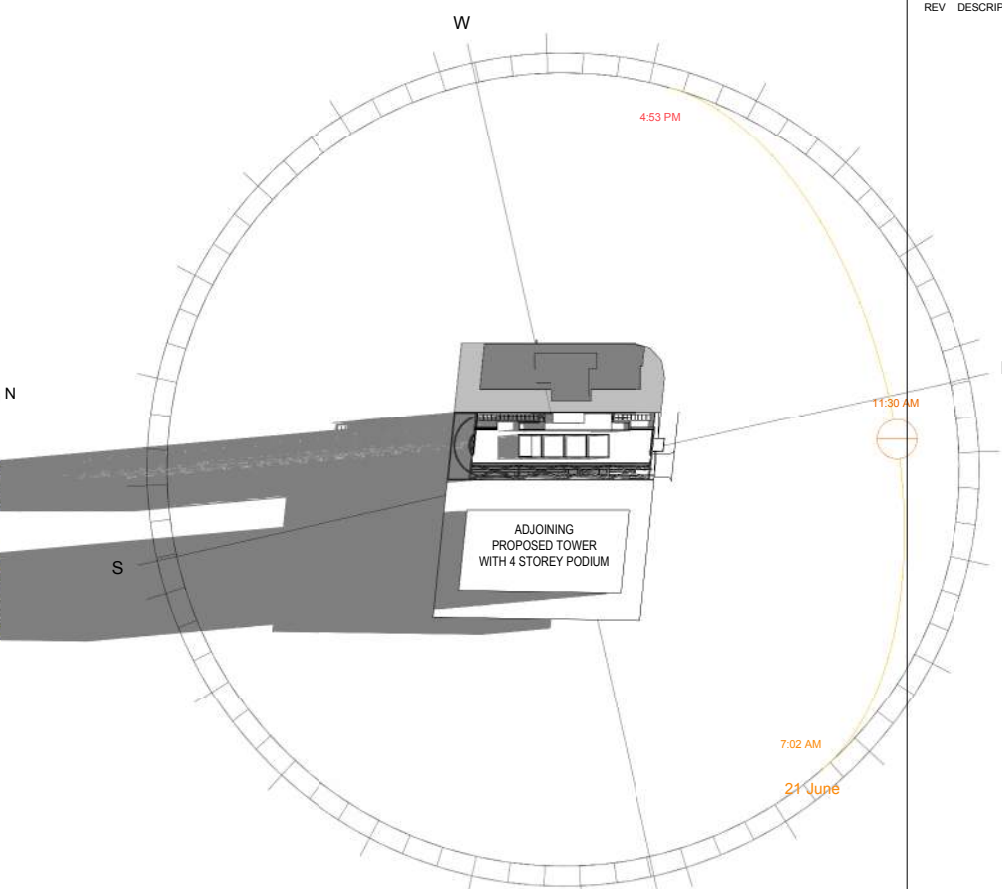 REV DESCRIP
W
4:53 PM
N
11:30 AM
ADJOINING
PROPOSED TOWER
WITH 4 STOREY PODIUM
S
7:02 AM
21 June